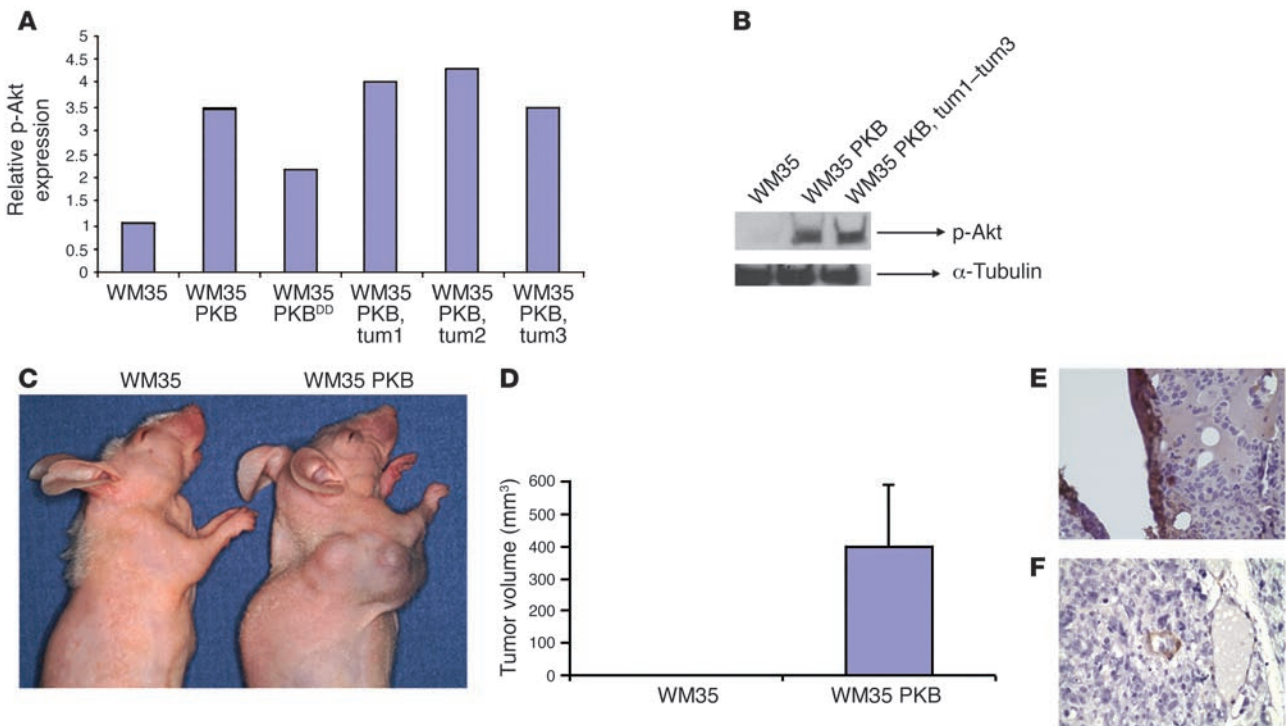 A
Relative p-Akt
expression
5
4.5
4
3.5
3
2.5
2
1.5
1
0.5
0
WM35
WM35
PKB
WM35
PKBᴰᴰ
WM35
PKB,
tum1
WM35
PKB,
tum2
WM35
PKB,
tum3
B
WM35
WM35 PKB
WM35 PKB, tum1–tum3
p-Akt
α-Tubulin
C
WM35 WM35 PKB
D
Tumor volume (mm³)
600
500
400
300
200
100
0
WM35 WM35 PKB
E
F